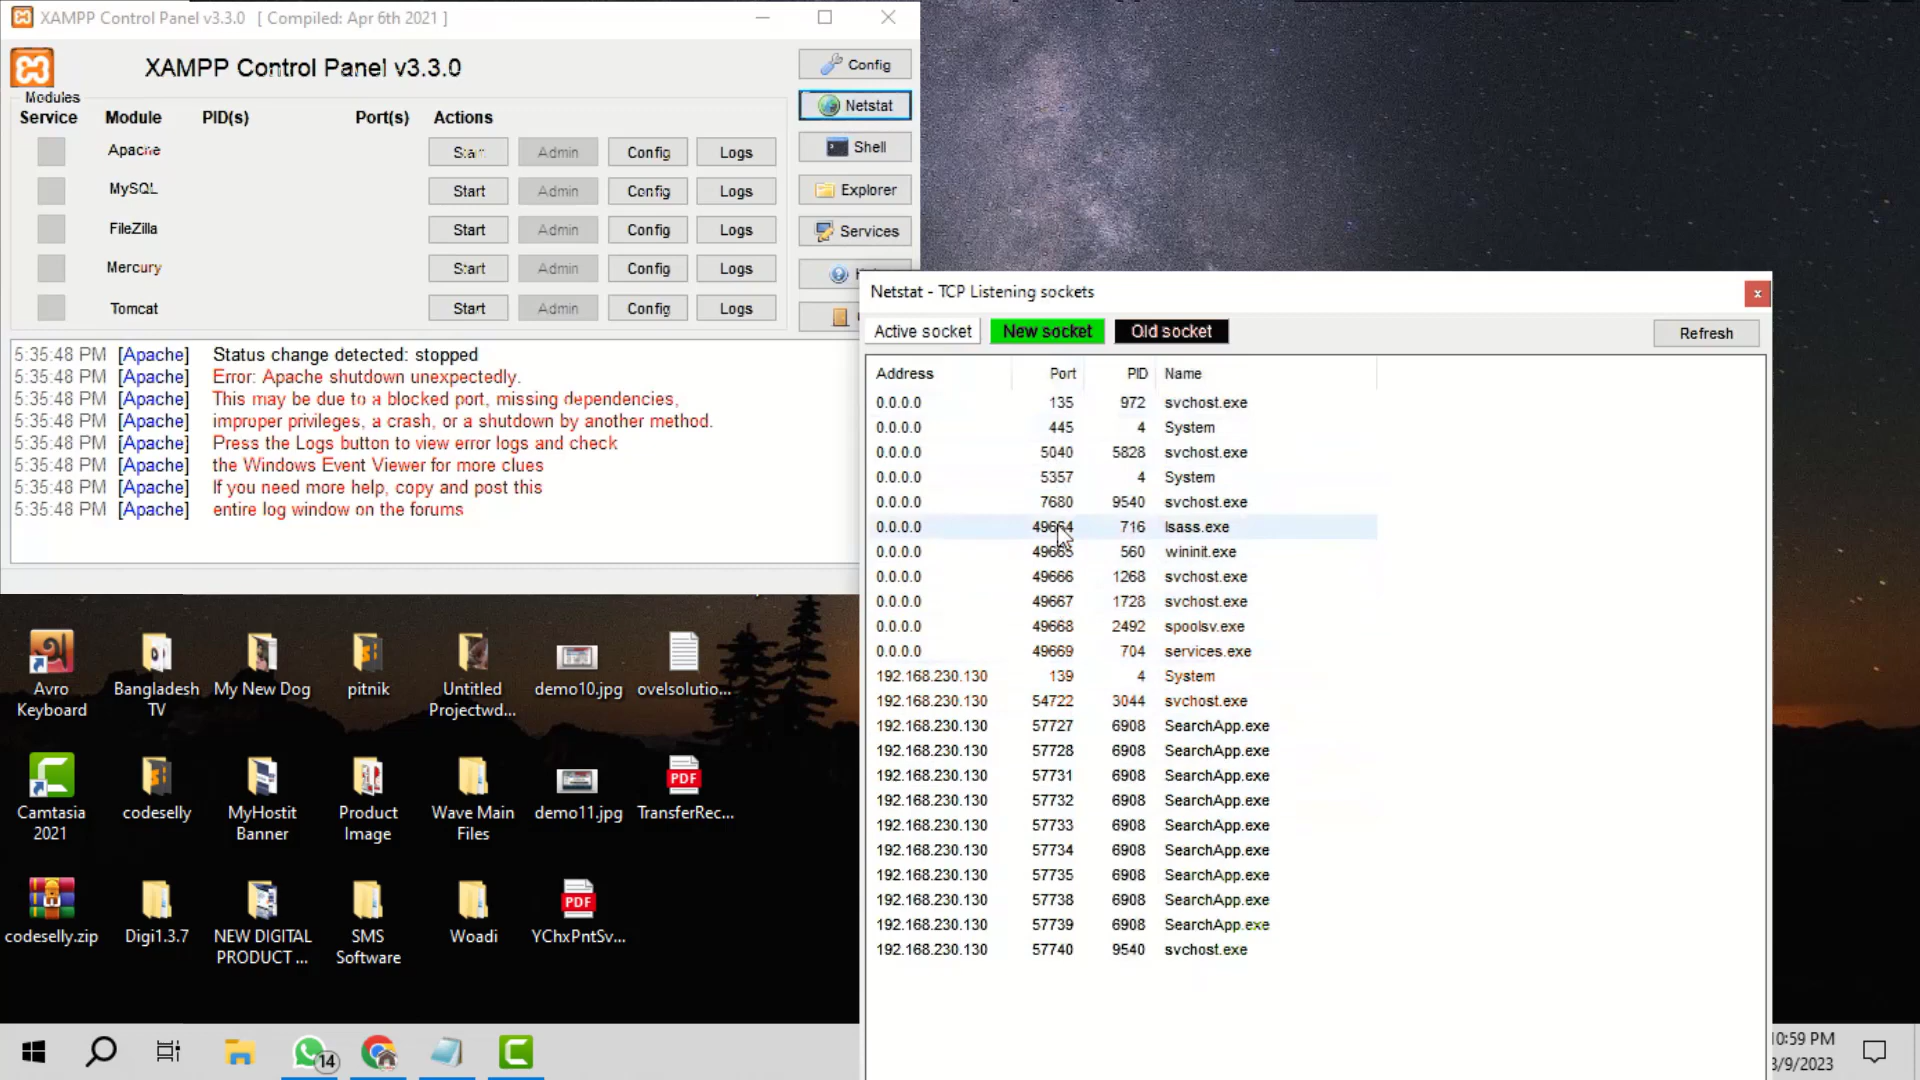 XAMPP Control Panel v3.3.0 [ Compiled: Apr 6th 2021 ]
XAMPP Control Panel v3.3.0
Config
Modules
Service Module PID(s) Port(s) Actions
Netstat
Apache Start Admin Config Logs
Shell
MySQL Start Admin Config Logs
Explorer
FileZilla Start Admin Config Logs
Services
Mercury Start Admin Config Logs
Tomcat Start Admin Config Logs
5:35:48 PM [Apache] Status change detected: stopped
5:35:48 PM [Apache] Error: Apache shutdown unexpectedly.
5:35:48 PM [Apache] This may be due to a blocked port, missing dependencies,
5:35:48 PM [Apache] improper privileges, a crash, or a shutdown by another method.
5:35:48 PM [Apache] Press the Logs button to view error logs and check
5:35:48 PM [Apache] the Windows Event Viewer for more clues
5:35:48 PM [Apache] If you need more help, copy and post this
5:35:48 PM [Apache] entire log window on the forums
Netstat - TCP Listening sockets
x
Active socket New socket Old socket Refresh
Address Port PID Name
0.0.0.0 135 972 svchost.exe
0.0.0.0 445 4 System
0.0.0.0 5040 5828 svchost.exe
0.0.0.0 5357 4 System
0.0.0.0 7680 9540 svchost.exe
0.0.0.0 49664 716 lsass.exe
0.0.0.0 49665 560 wininit.exe
0.0.0.0 49666 1268 svchost.exe
0.0.0.0 49667 1728 svchost.exe
0.0.0.0 49668 2492 spoolsv.exe
0.0.0.0 49669 704 services.exe
192.168.230.130 139 4 System
192.168.230.130 54722 3044 svchost.exe
192.168.230.130 57727 6908 SearchApp.exe
192.168.230.130 57728 6908 SearchApp.exe
192.168.230.130 57731 6908 SearchApp.exe
192.168.230.130 57732 6908 SearchApp.exe
192.168.230.130 57733 6908 SearchApp.exe
192.168.230.130 57734 6908 SearchApp.exe
192.168.230.130 57735 6908 SearchApp.exe
192.168.230.130 57738 6908 SearchApp.exe
192.168.230.130 57739 6908 SearchApp.exe
192.168.230.130 57740 9540 svchost.exe
অ
Avro
Keyboard
Bangladesh
TV
My New Dog
pitnik
Untitled
Projectwd...
demo10.jpg
ovelsolutio...
Camtasia
2021
codeselly
MyHostit
Banner
Product
Image
Wave Main
Files
demo11.jpg
PDF
TransferRec...
codeselly.zip
Digi1.3.7
NEW DIGITAL
PRODUCT ...
SMS
Software
Woadi
PDF
YChxPntSv...
14
0:59 PM
/9/2023